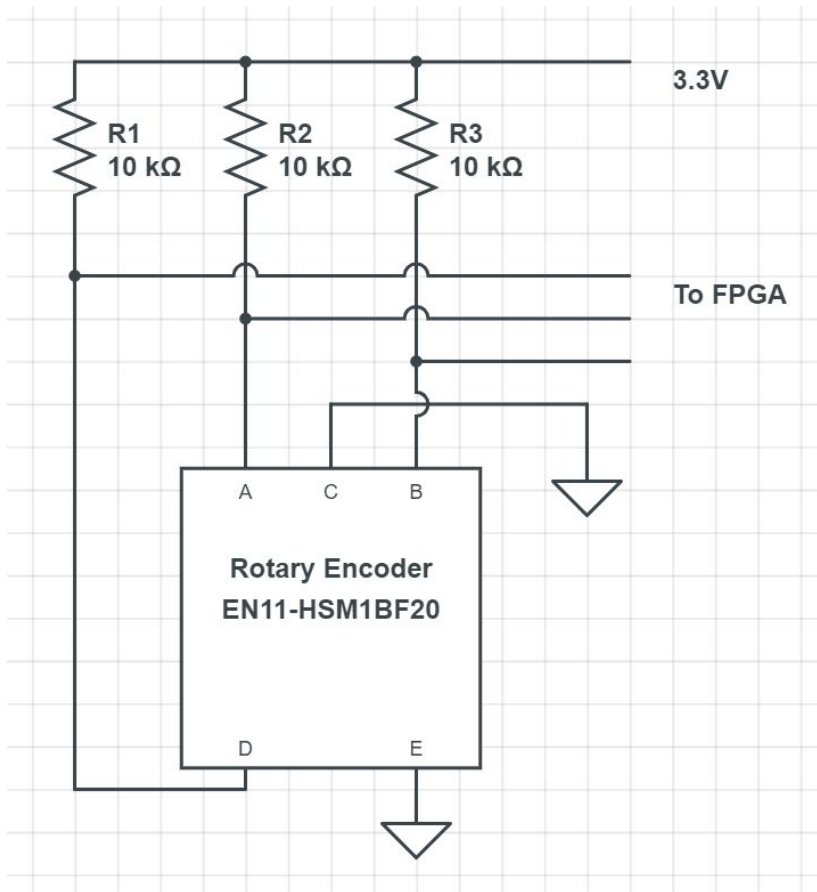 3.3V
R1
10 kΩ
R2
10 kΩ
R3
10 kΩ
To FPGA
A
C
B
Rotary Encoder
EN11-HSM1BF20
D
E